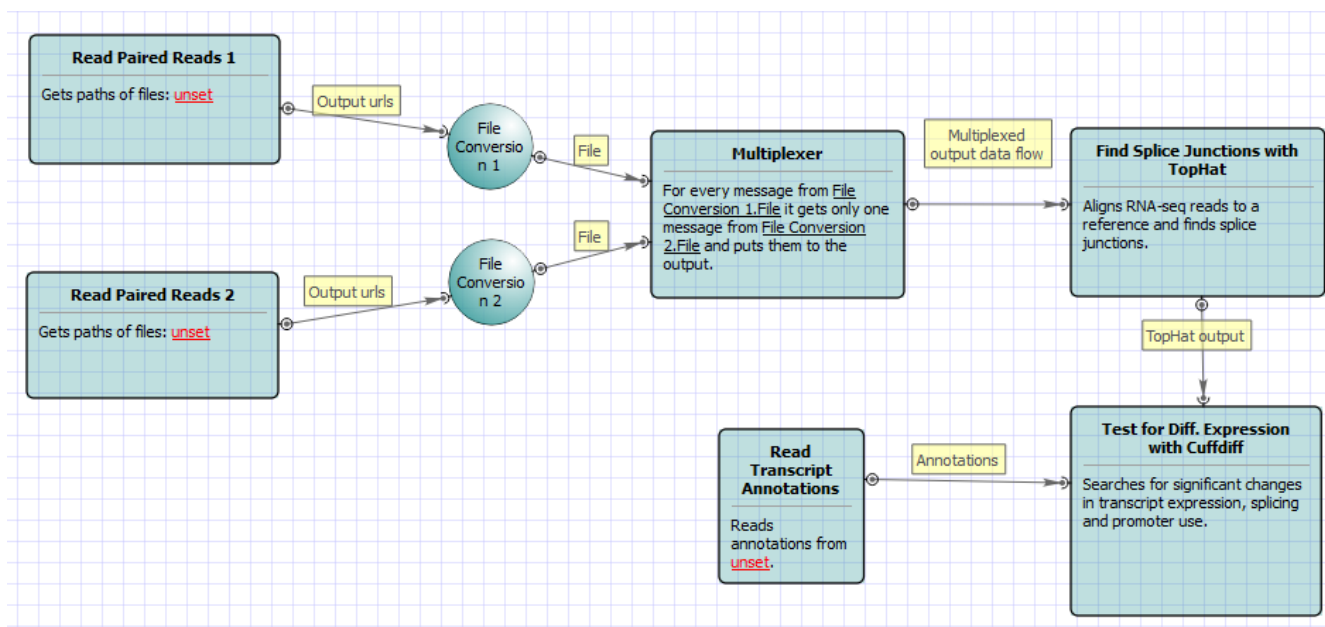 Read Paired Reads 1
Gets paths of files: unset
Output urls
File
Conversio
n 1
File
Multiplexer
For every message from File
Conversion 1.File it gets only one
message from File Conversion
2.File and puts them to the
output.
Multiplexed
output data flow
Find Splice Junctions with
TopHat
Aligns RNA-seq reads to a
reference and finds splice
junctions.
Read Paired Reads 2
Gets paths of files: unset
Output urls
File
Conversio
n 2
File
TopHat output
Read
Transcript
Annotations
Reads
annotations from
unset.
Annotations
Test for Diff. Expression
with Cuffdiff
Searches for significant changes
in transcript expression, splicing
and promoter use.